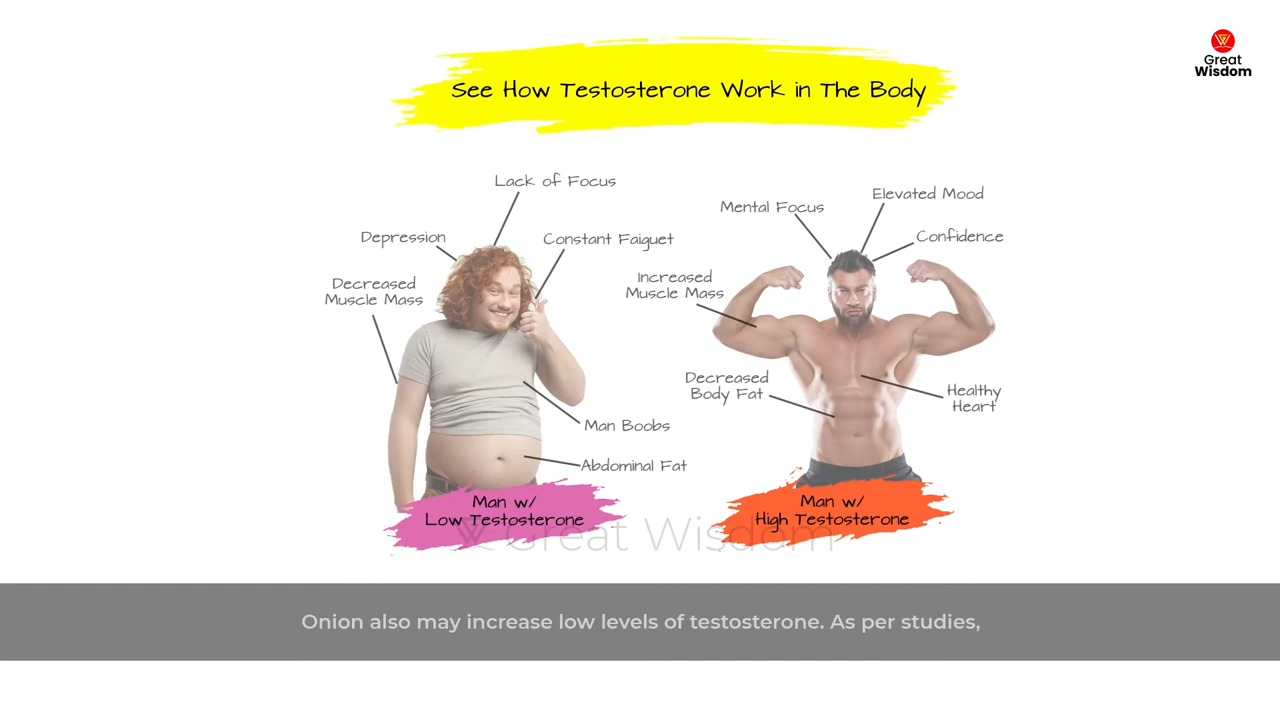 Great
Wisdom
See How Testosterone Work in The Body
Lack of Focus
Depression
Constant Faiguet
Decreased
Muscle Mass
Man Boobs
Abdominal Fat
Man w/
Low Testosterone
Mental Focus
Elevated Mood
Confidence
Increased
Muscle Mass
Decreased
Body Fat
Healthy
Heart
Man w/
High Testosterone
Great Wisdom
Onion also may increase low levels of testosterone. As per studies,